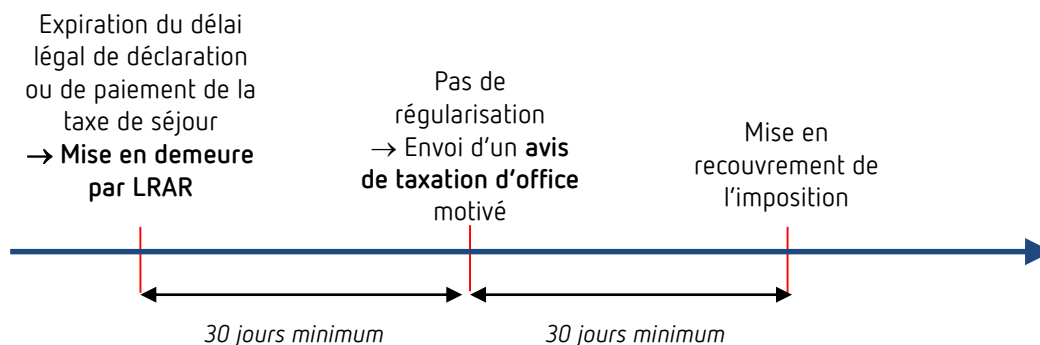 Expiration du délai
légal de déclaration
ou de paiement de la
taxe de séjour
→ Mise en demeure
par LRAR
Pas de
régularisation
→ Envoi d'un avis
de taxation d'office
motivé
Mise en
recouvrement de
l'imposition
30 jours minimum
30 jours minimum